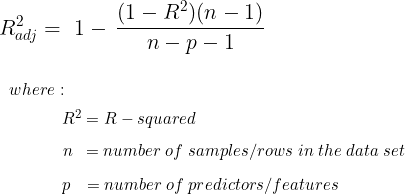 R²adj = 1 − (1 − R²)(n − 1) / n − p − 1
where :
R² = R − squared
n = number of samples/rows in the data set
p = number of predictors/features